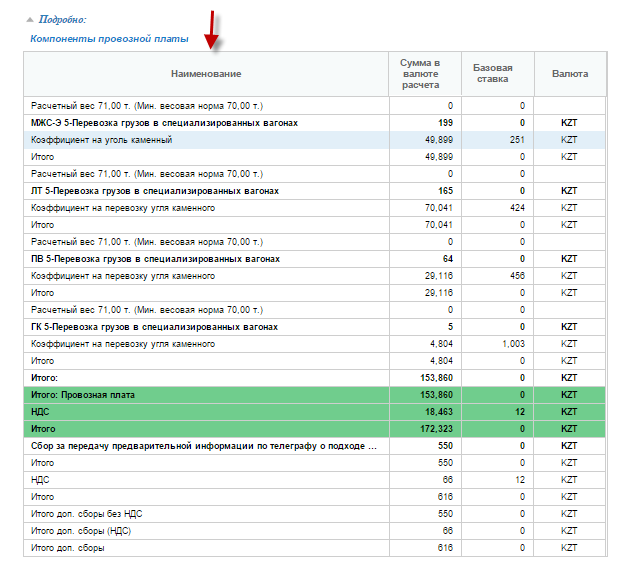 Подробно:
Компоненты провозной платы
Наименование Сумма в валюте расчета Базовая ставка Валюта
Расчетный вес 71,00 т. (Мин. весовая норма 70,00 т.) 0 0
МЖС-Э 5-Перевозка грузов в специализированных вагонах 199 0 KZT
Коэффициент на уголь каменный 49,899 251 KZT
Итого 49,899 0 KZT
Расчетный вес 71,00 т. (Мин. весовая норма 70,00 т.) 0 0
ЛТ 5-Перевозка грузов в специализированных вагонах 165 0 KZT
Коэффициент на перевозку угля каменного 70,041 424 KZT
Итого 70,041 0 KZT
Расчетный вес 71,00 т. (Мин. весовая норма 70,00 т.) 0 0
ПВ 5-Перевозка грузов в специализированных вагонах 64 0 KZT
Коэффициент на перевозку угля каменного 29,116 456 KZT
Итого 29,116 0 KZT
Расчетный вес 71,00 т. (Мин. весовая норма 70,00 т.) 0 0
ГК 5-Перевозка грузов в специализированных вагонах 5 0 KZT
Коэффициент на перевозку угля каменного 4,804 1,003 KZT
Итого 4,804 0 KZT
Итого: 153,860 0 KZT
Итого: Провозная плата 153,860 0 KZT
НДС 18,463 12 KZT
Итого 172,323 0 KZT
Сбор за передачу предварительной информации по телеграфу о подходе ... 550 0 KZT
Итого 550 0 KZT
НДС 66 12 KZT
Итого 616 0 KZT
Итого доп. сборы без НДС 550 0 KZT
Итого доп. сборы (НДС) 66 0 KZT
Итого доп. сборы 616 0 KZT